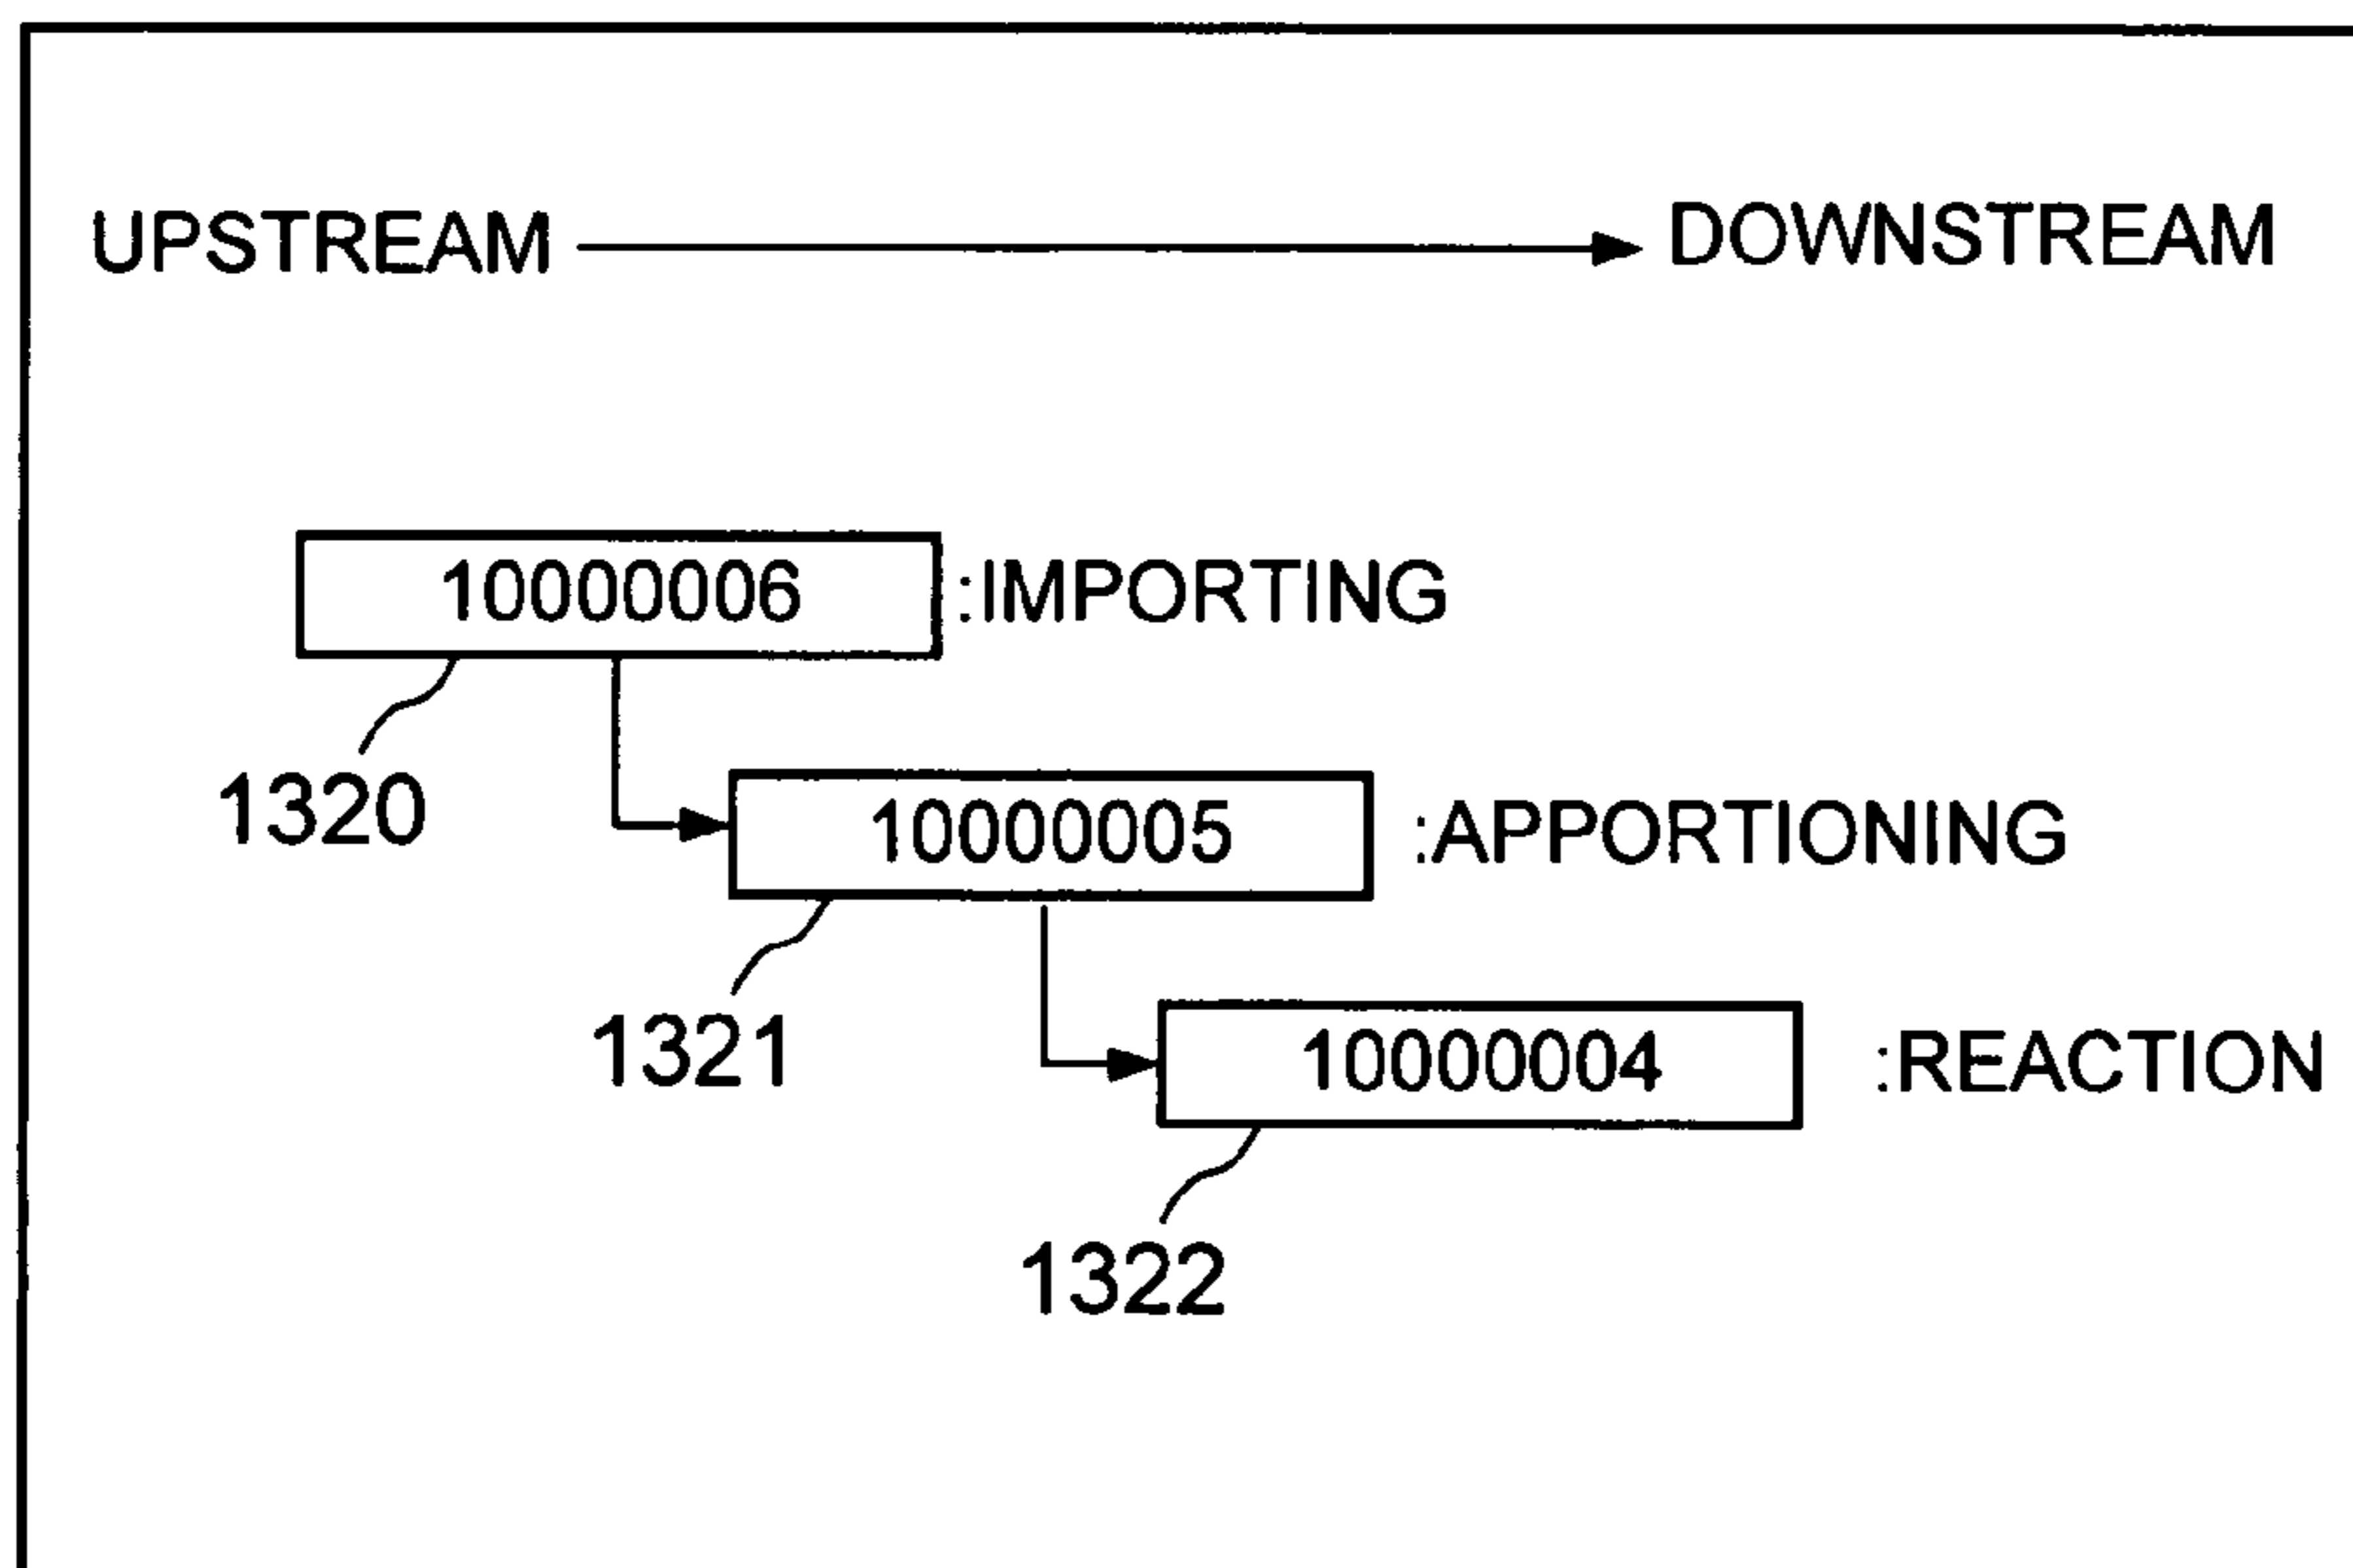 UPSTREAM DOWNSTREAM
10000006 :IMPORTING
1320
10000005 :APPORTIONING
1321
10000004 :REACTION
1322